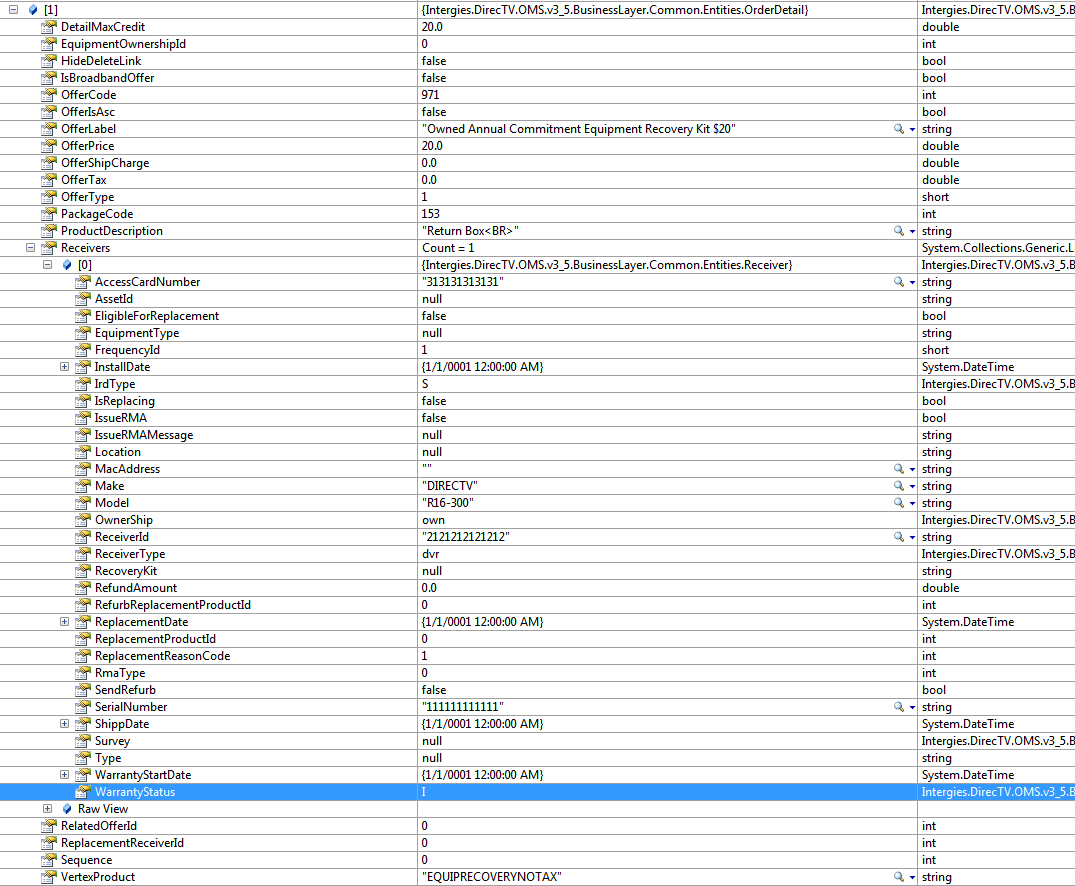 [1] {Intergies.DirecTV.OMS.v3_5.BusinessLayer.Common.Entities.OrderDetail} Intergies.DirecTV.OMS.v3_5.B
DetailMaxCredit 20.0 double
EquipmentOwnershipId 0 int
HideDeleteLink false bool
IsBroadbandOffer false bool
OfferCode 971 int
OfferIsAsc false bool
OfferLabel "Owned Annual Commitment Equipment Recovery Kit $20" string
OfferPrice 20.0 double
OfferShipCharge 0.0 double
OfferTax 0.0 double
OfferType 1 short
PackageCode 153 int
ProductDescription "Return Box<BR>" string
Receivers Count = 1 System.Collections.Generic.L
[0] {Intergies.DirecTV.OMS.v3_5.BusinessLayer.Common.Entities.Receiver} Intergies.DirecTV.OMS.v3_5.B
AccessCardNumber "313131313131" string
AssetId null string
EligibleForReplacement false bool
EquipmentType null string
FrequencyId 1 short
InstallDate {1/1/0001 12:00:00 AM} System.DateTime
IrdType S Intergies.DirecTV.OMS.v3_5.B
IsReplacing false bool
IssueRMA false bool
IssueRMAMessage null string
Location null string
MacAddress "" string
Make "DIRECTV" string
Model "R16-300" string
OwnerShip own Intergies.DirecTV.OMS.v3_5.B
ReceiverId "2121212121212" string
ReceiverType dvr Intergies.DirecTV.OMS.v3_5.B
RecoveryKit null string
RefundAmount 0.0 double
RefurbReplacementProductId 0 int
ReplacementDate {1/1/0001 12:00:00 AM} System.DateTime
ReplacementProductId 0 int
ReplacementReasonCode 1 int
RmaType 0 int
SendRefurb false bool
SerialNumber "111111111111" string
ShippDate {1/1/0001 12:00:00 AM} System.DateTime
Survey null Intergies.DirecTV.OMS.v3_5.B
Type null string
WarrantyStartDate {1/1/0001 12:00:00 AM} System.DateTime
WarrantyStatus I Intergies.DirecTV.OMS.v3_5.B
Raw View
RelatedOfferId 0 int
ReplacementReceiverId 0 int
Sequence 0 int
VertexProduct "EQUIPRECOVERYNOTAX" string